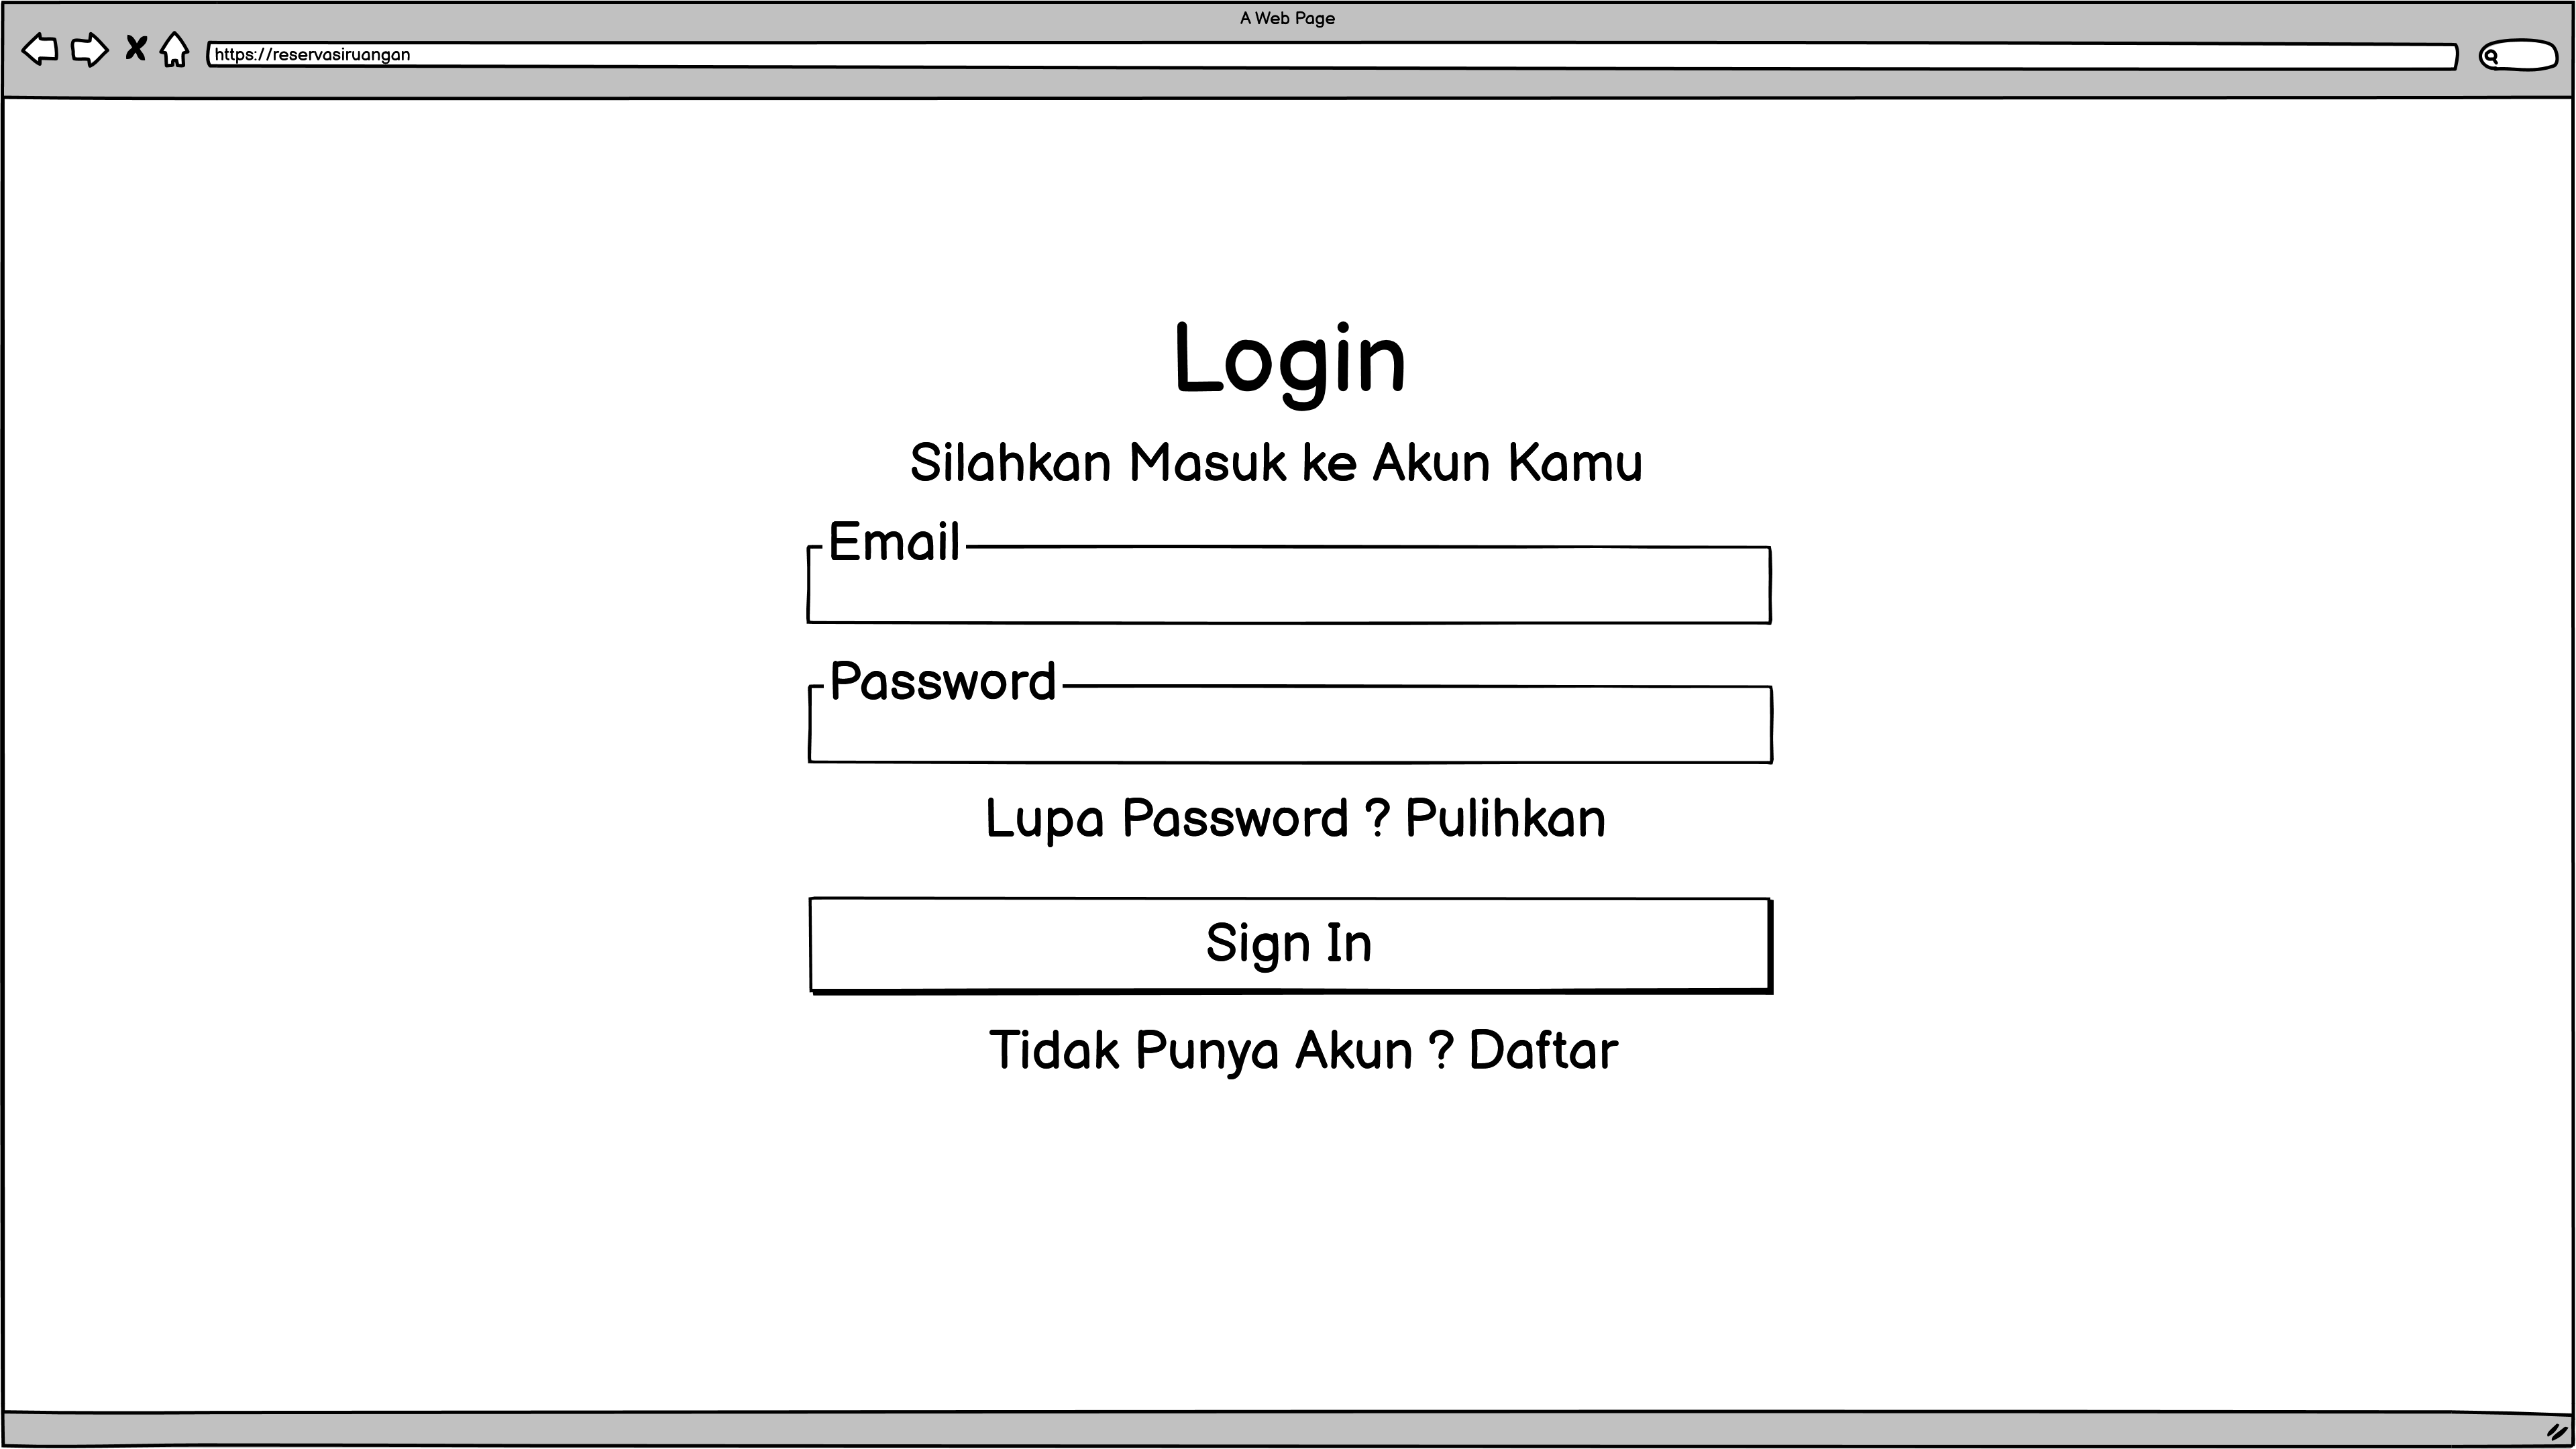 A Web Page
https://reservasiruangan
Login
Silahkan Masuk ke Akun Kamu
Email
Password
Lupa Password ? Pulihkan
Sign In
Tidak Punya Akun ? Daftar